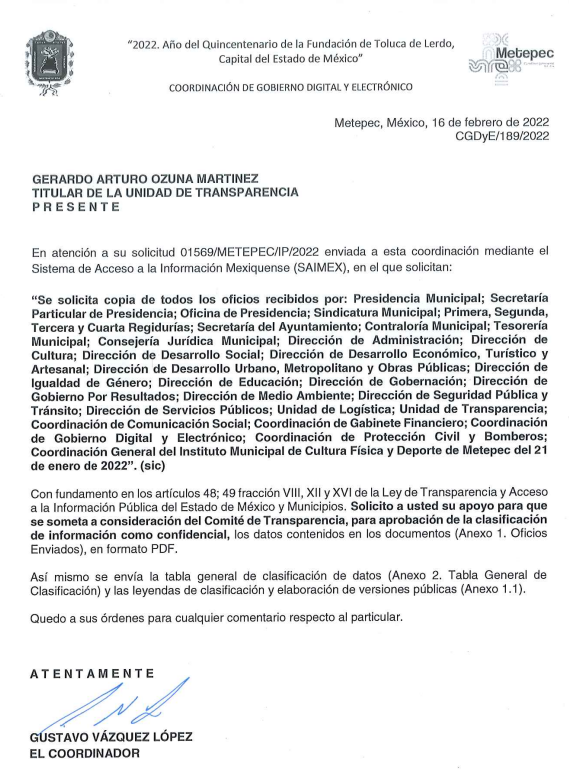 "2022. Año del Quincentenario de la Fundación de Toluca de Lerdo,
Capital del Estado de México"
Metepec
COORDINACIÓN DE GOBIERNO DIGITAL Y ELECTRÓNICO
Metepec, México, 16 de febrero de 2022
CGDyE/189/2022
GERARDO ARTURO OZUNA MARTINEZ
TITULAR DE LA UNIDAD DE TRANSPARENCIA
P R E S E N T E
En atención a su solicitud 01569/METEPEC/IP/2022 enviada a esta coordinación mediante el
Sistema de Acceso a la Información Mexiquense (SAIMEX), en el que solicitan:
"Se solicita copia de todos los oficios recibidos por: Presidencia Municipal; Secretaría
Particular de Presidencia; Oficina de Presidencia; Sindicatura Municipal; Primera, Segunda,
Tercera y Cuarta Regidurías; Secretaría del Ayuntamiento; Contraloría Municipal; Tesorería
Municipal; Consejería Jurídica Municipal; Dirección de Administración; Dirección de
Cultura; Dirección de Desarrollo Social; Dirección de Desarrollo Económico, Turístico y
Artesanal; Dirección de Desarrollo Urbano, Metropolitano y Obras Públicas; Dirección de
Igualdad de Género; Dirección de Educación; Dirección de Gobernación; Dirección de
Gobierno Por Resultados; Dirección de Medio Ambiente; Dirección de Seguridad Pública y
Tránsito; Dirección de Servicios Públicos; Unidad de Logística; Unidad de Transparencia;
Coordinación de Comunicación Social; Coordinación de Gabinete Financiero; Coordinación
de Gobierno Digital y Electrónico; Coordinación de Protección Civil y Bomberos;
Coordinación General del Instituto Municipal de Cultura Física y Deporte de Metepec del 21
de enero de 2022". (sic)
Con fundamento en los artículos 48; 49 fracción VIII, XII y XVI de la Ley de Transparencia y Acceso
a la Información Pública del Estado de México y Municipios. Solicito a usted su apoyo para que
se someta a consideración del Comité de Transparencia, para aprobación de la clasificación
de información como confidencial, los datos contenidos en los documentos (Anexo 1. Oficios
Enviados), en formato PDF.
Así mismo se envía la tabla general de clasificación de datos (Anexo 2. Tabla General de
Clasificación) y las leyendas de clasificación y elaboración de versiones públicas (Anexo 1.1).
Quedo a sus órdenes para cualquier comentario respecto al particular.
A T E N T A M E N T E
GUSTAVO VÁZQUEZ LÓPEZ
EL COORDINADOR